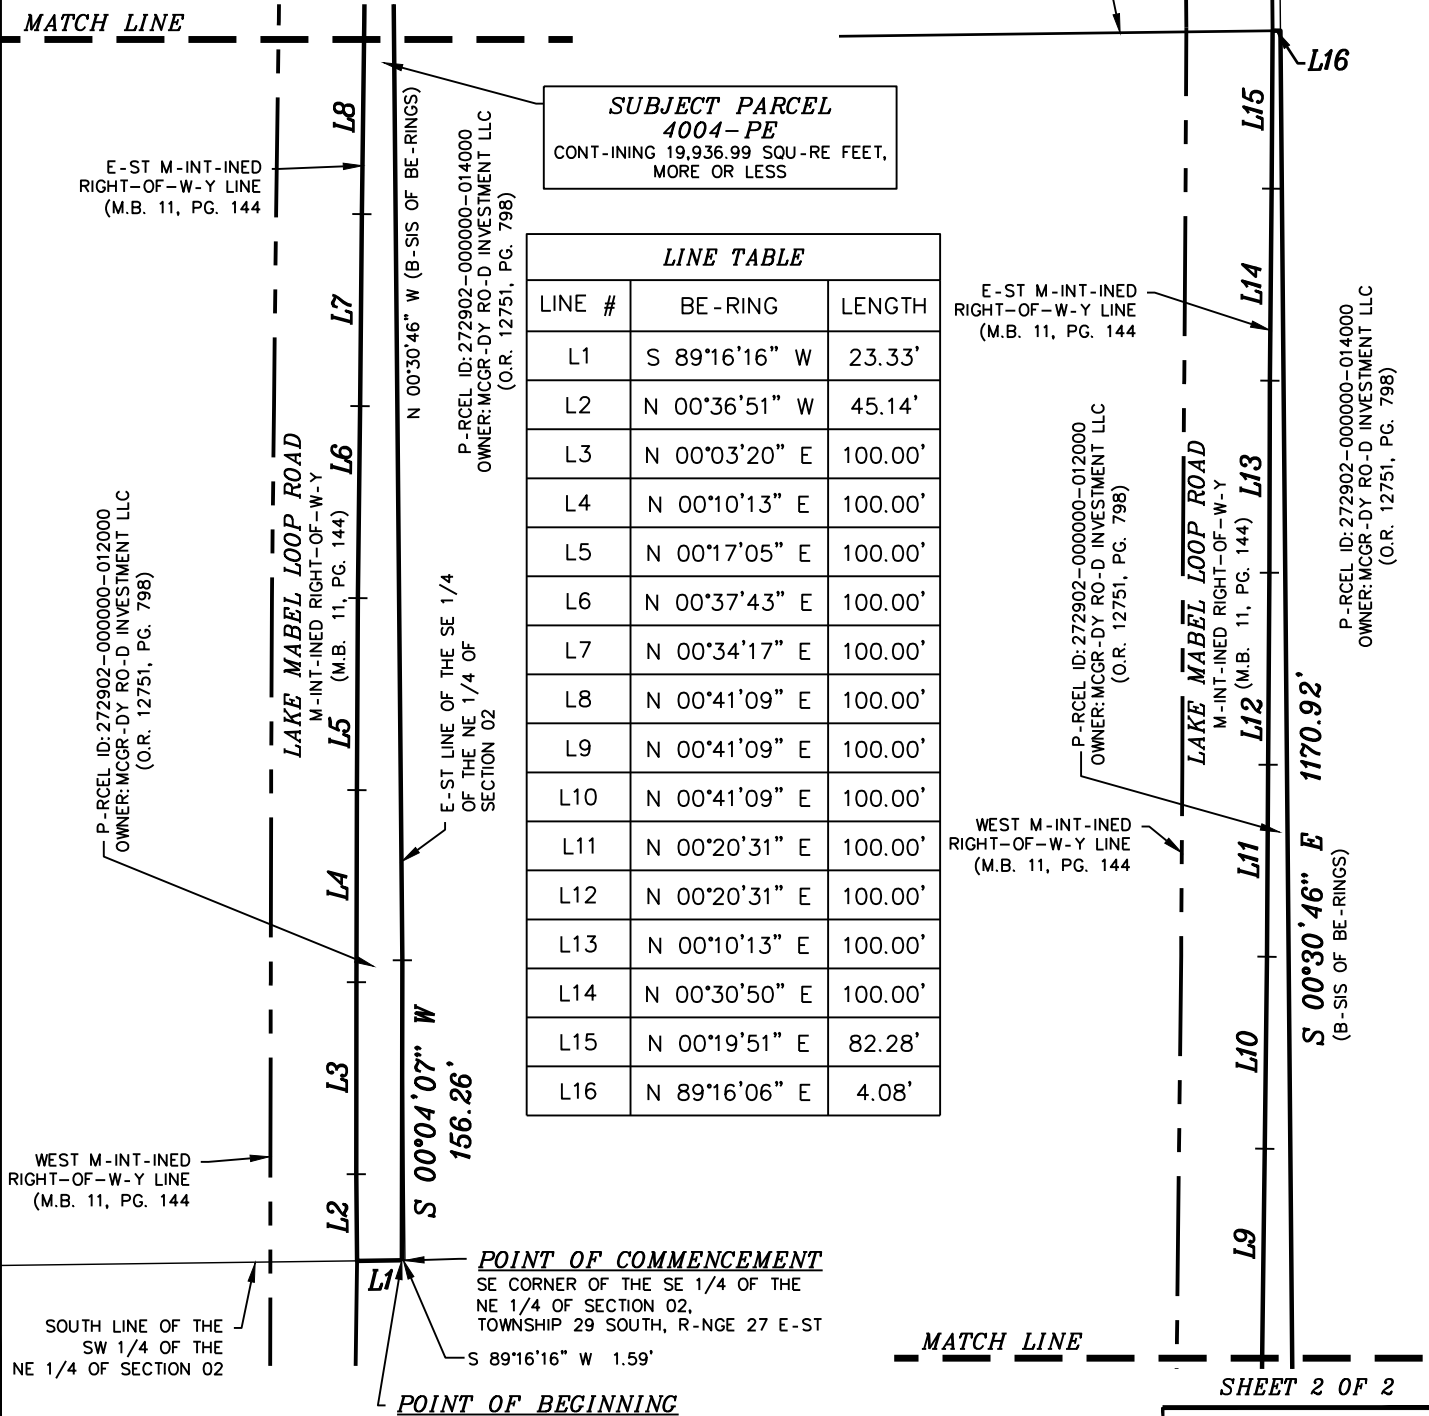 MATCH LINE
L8
E-ST M-INT-INED
RIGHT-OF-W-Y LINE
(M.B. 11, PG. 144
N 00°30'46" W (B-SIS OF BE-RINGS)
P-RCEL ID:272902-000000-014000
OWNER:MCGR-DY RO-D INVESTMENT LLC
(O.R. 12751, PG. 798)
SUBJECT PARCEL
4004-PE
CONT-INING 19,936.99 SQU-RE FEET,
MORE OR LESS
L7
L6
LAKE MABEL LOOP ROAD
M-INT-INED RIGHT-OF-W-Y
(M.B. 11, PG. 144)
L5
P-RCEL ID:272902-000000-012000
OWNER:MCGR-DY RO-D INVESTMENT LLC
(O.R. 12751, PG. 798)
E-ST LINE OF THE SE 1/4
OF THE NE 1/4 OF
SECTION 02
L4
L3
S 00°04'07" W
156.26'
WEST M-INT-INED
RIGHT-OF-W-Y LINE
(M.B. 11, PG. 144
L2
L1
SOUTH LINE OF THE
SW 1/4 OF THE
NE 1/4 OF SECTION 02
POINT OF COMMENCEMENT
SE CORNER OF THE SE 1/4 OF THE
NE 1/4 OF SECTION 02,
TOWNSHIP 29 SOUTH, R-NGE 27 E-ST
S 89°16'16" W 1.59'
POINT OF BEGINNING
LINE TABLE
LINE # BE-RING LENGTH
L1 S 89°16'16" W 23.33'
L2 N 00°36'51" W 45.14'
L3 N 00°03'20" E 100.00'
L4 N 00°10'13" E 100.00'
L5 N 00°17'05" E 100.00'
L6 N 00°37'43" E 100.00'
L7 N 00°34'17" E 100.00'
L8 N 00°41'09" E 100.00'
L9 N 00°41'09" E 100.00'
L10 N 00°41'09" E 100.00'
L11 N 00°20'31" E 100.00'
L12 N 00°20'31" E 100.00'
L13 N 00°10'13" E 100.00'
L14 N 00°30'50" E 100.00'
L15 N 00°19'51" E 82.28'
L16 N 89°16'06" E 4.08'
L16
L15
L14
E-ST M-INT-INED
RIGHT-OF-W-Y LINE
(M.B. 11, PG. 144
P-RCEL ID:272902-000000-014000
OWNER:MCGR-DY RO-D INVESTMENT LLC
(O.R. 12751, PG. 798)
P-RCEL ID:272902-000000-012000
OWNER:MCGR-DY RO-D INVESTMENT LLC
(O.R. 12751, PG. 798)
LAKE MABEL LOOP ROAD
M-INT-INED RIGHT-OF-W-Y
(M.B. 11, PG. 144)
L13
L12
WEST M-INT-INED
RIGHT-OF-W-Y LINE
(M.B. 11, PG. 144
L11
S 00°30'46" E 1170.92'
(B-SIS OF BE-RINGS)
L10
L9
MATCH LINE
SHEET 2 OF 2